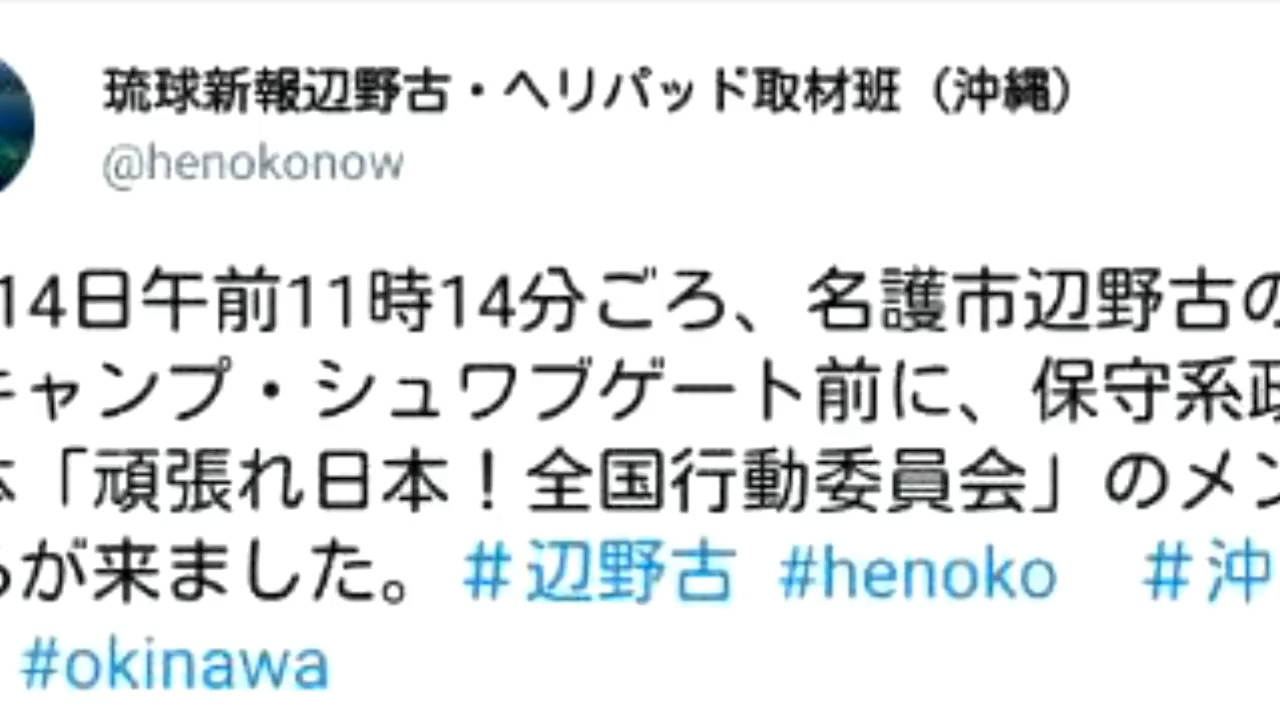 琉球新報辺野古・ヘリパッド取材班（沖縄）
@henokonow
14日午前11時14分ごろ、名護市辺野古の
キャンプ・シュワブゲート前に、保守系政
「頑張れ日本！全国行動委員会」のメン
らが来ました。 #辺野古 #henoko #沖
#okinawa